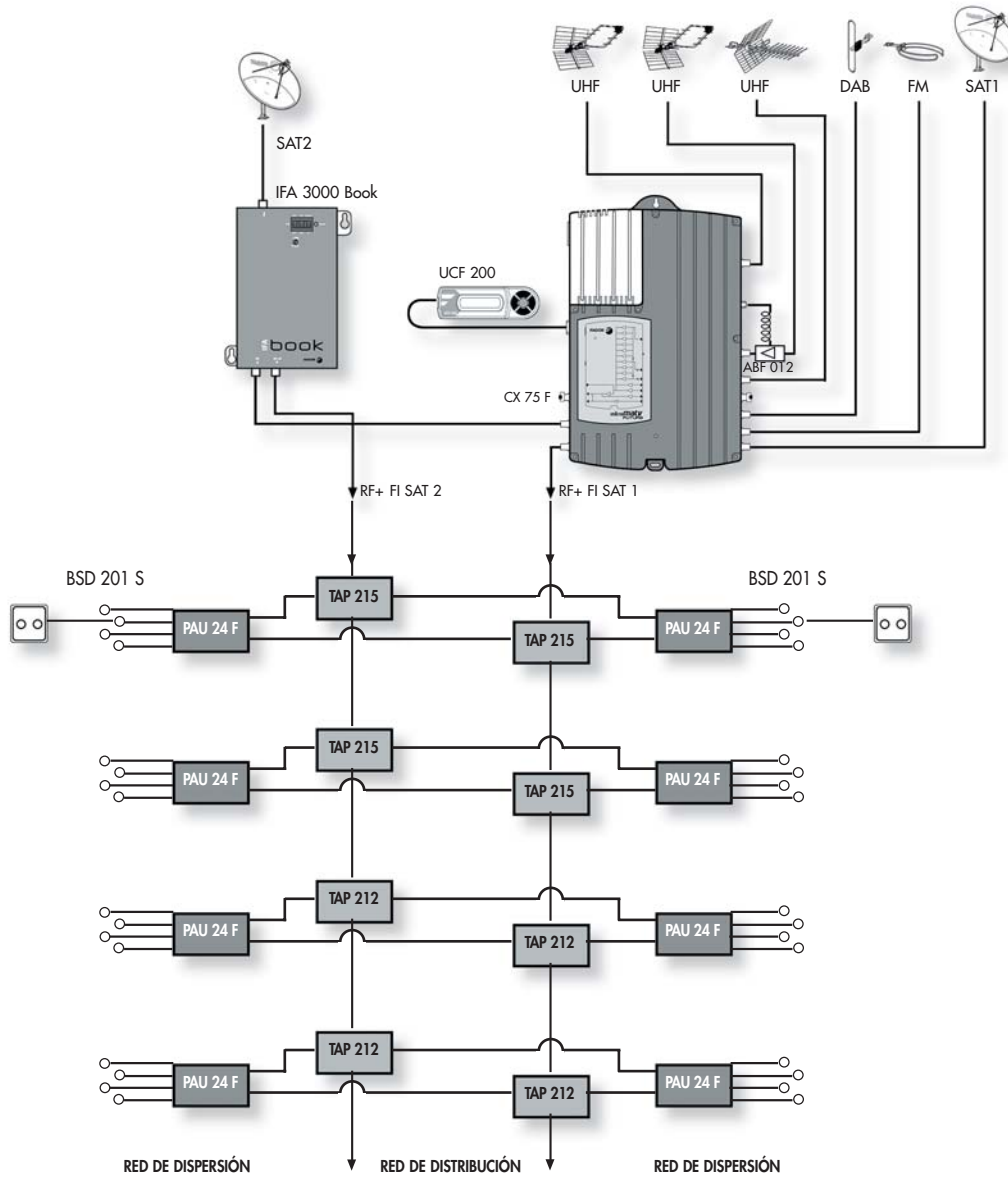 UHF
UHF
UHF
DAB
FM
SAT1
SAT2
IFA 3000 Book
UCF 200
book
ABF 012
CX 75 F
RF+ FI SAT 2
RF+ FI SAT 1
BSD 201 S
BSD 201 S
TAP 215
PAU 24 F
PAU 24 F
TAP 215
TAP 215
PAU 24 F
PAU 24 F
TAP 215
TAP 212
PAU 24 F
PAU 24 F
TAP 212
TAP 212
PAU 24 F
PAU 24 F
TAP 212
RED DE DISPERSIÓN
RED DE DISTRIBUCIÓN
RED DE DISPERSIÓN